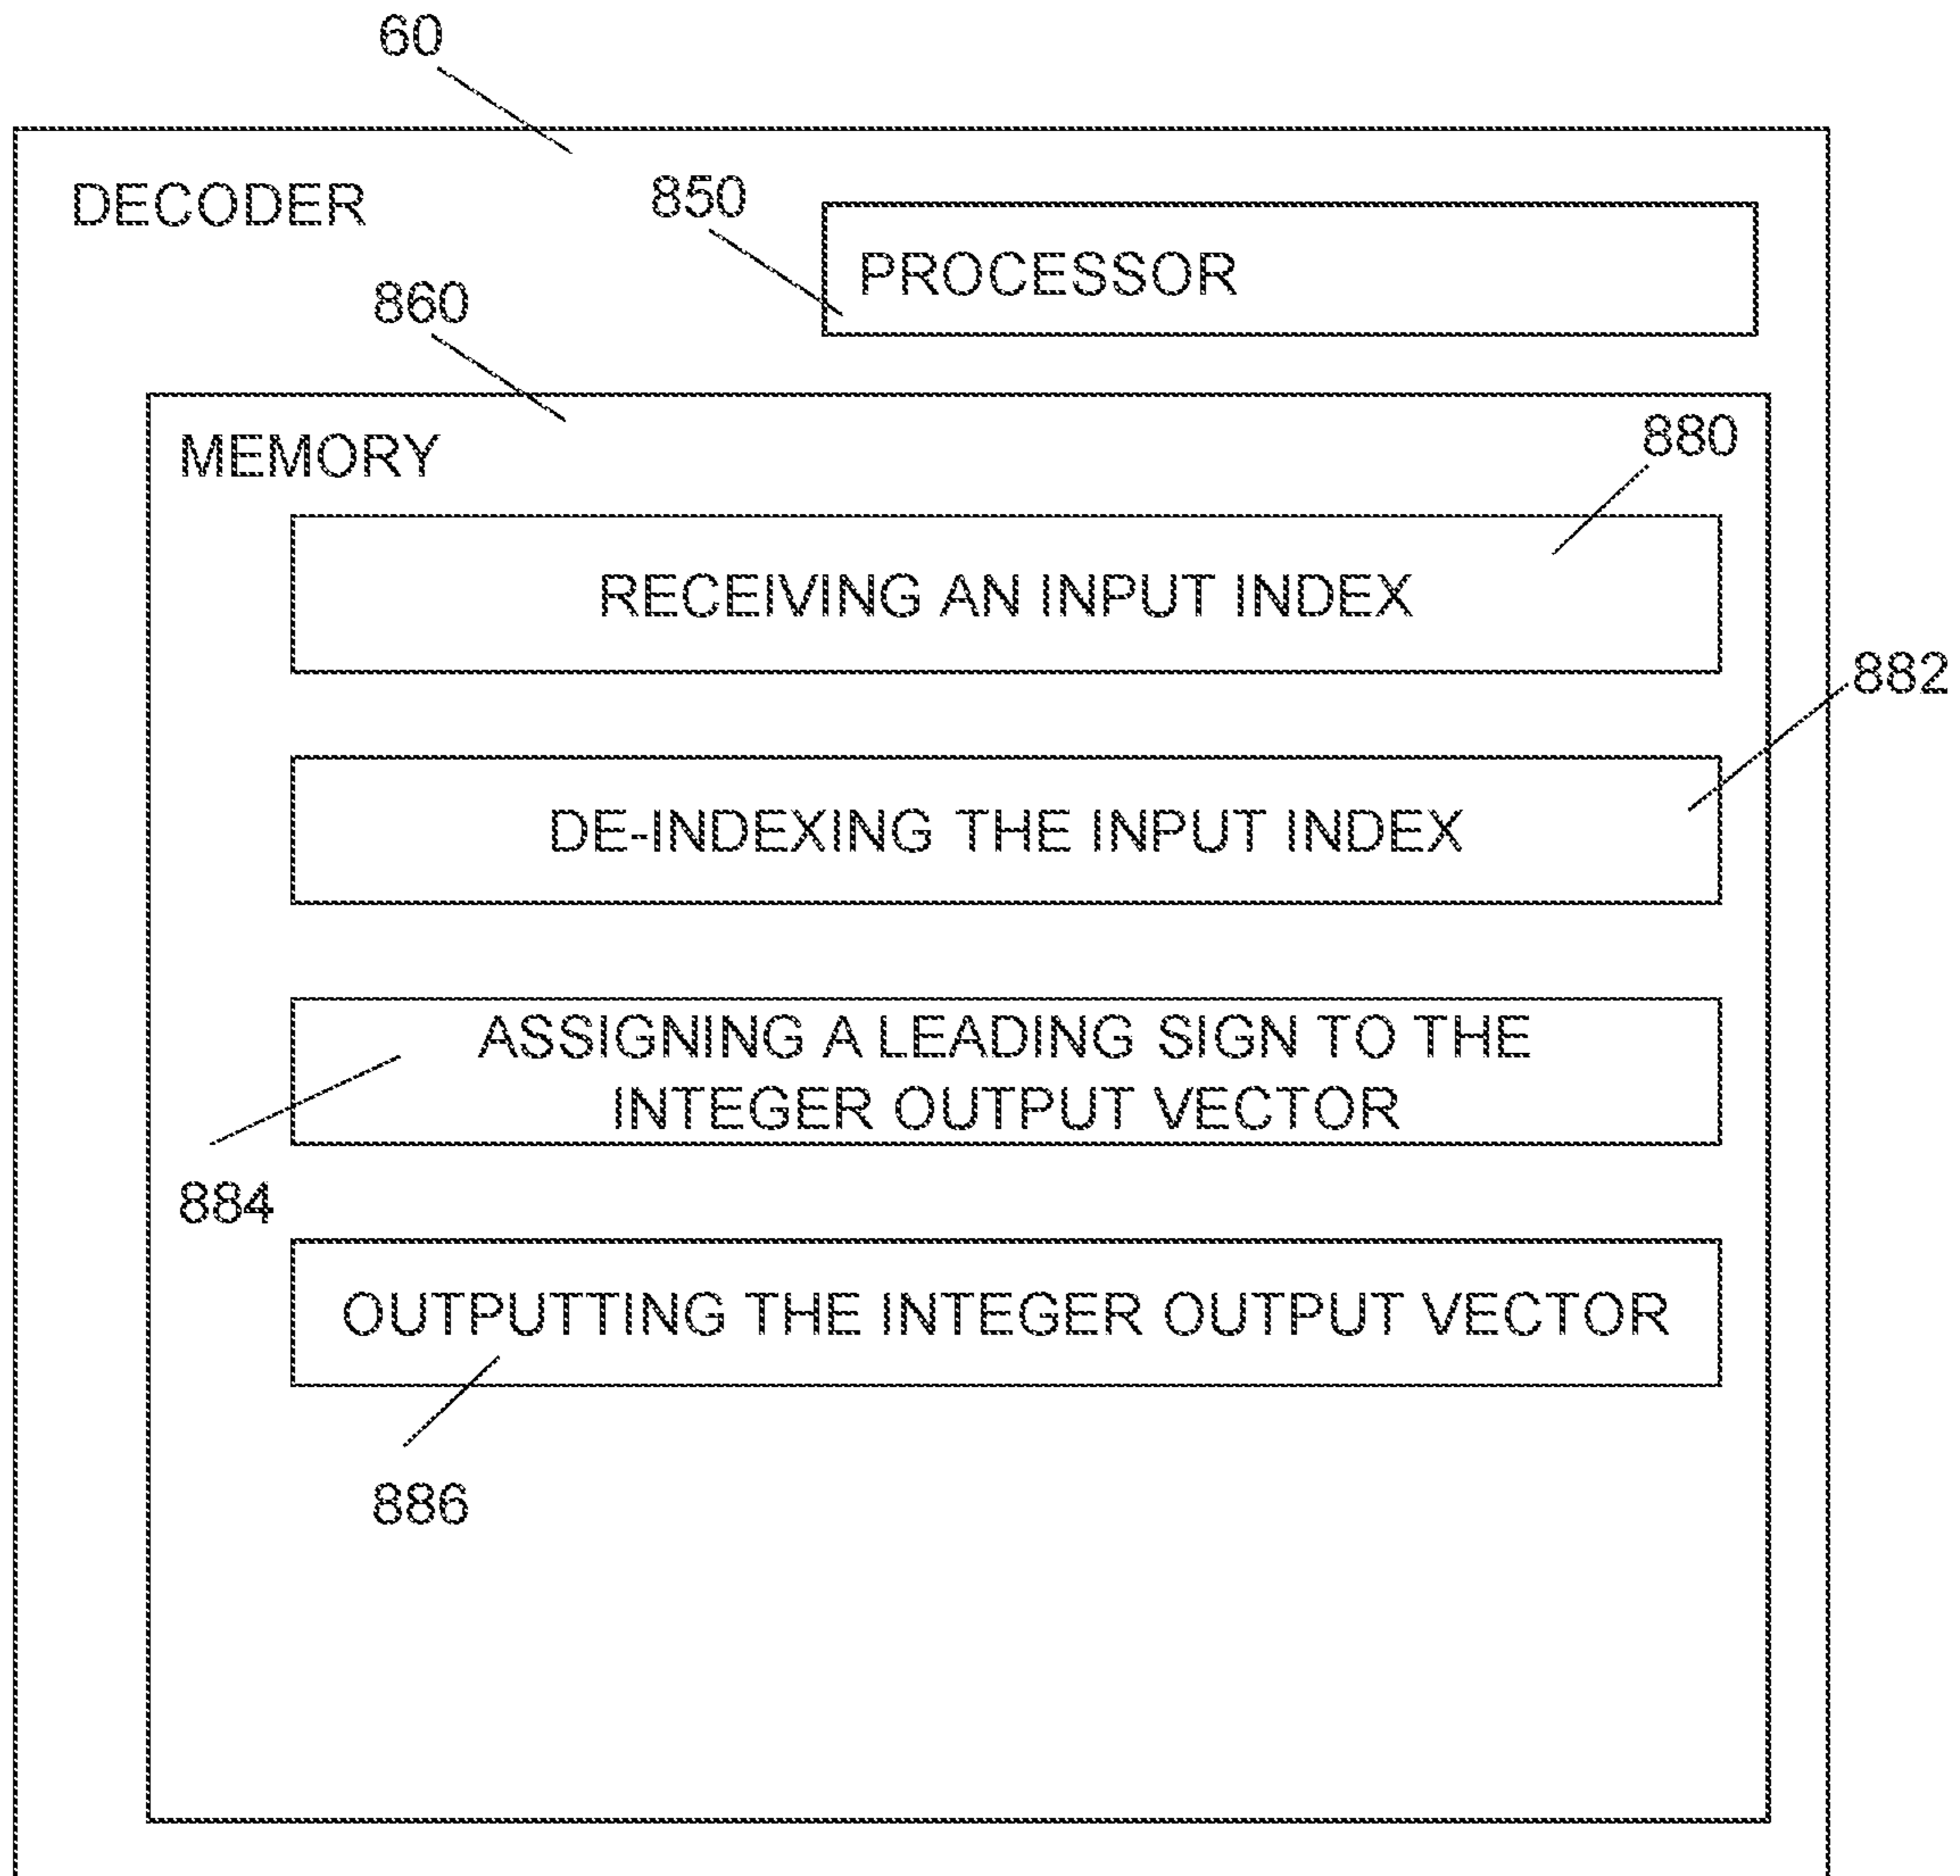 60
DECODER
850
PROCESSOR
860
MEMORY
880
RECEIVING AN INPUT INDEX
882
DE-INDEXING THE INPUT INDEX
ASSIGNING A LEADING SIGN TO THE
INTEGER OUTPUT VECTOR
884
OUTPUTTING THE INTEGER OUTPUT VECTOR
886